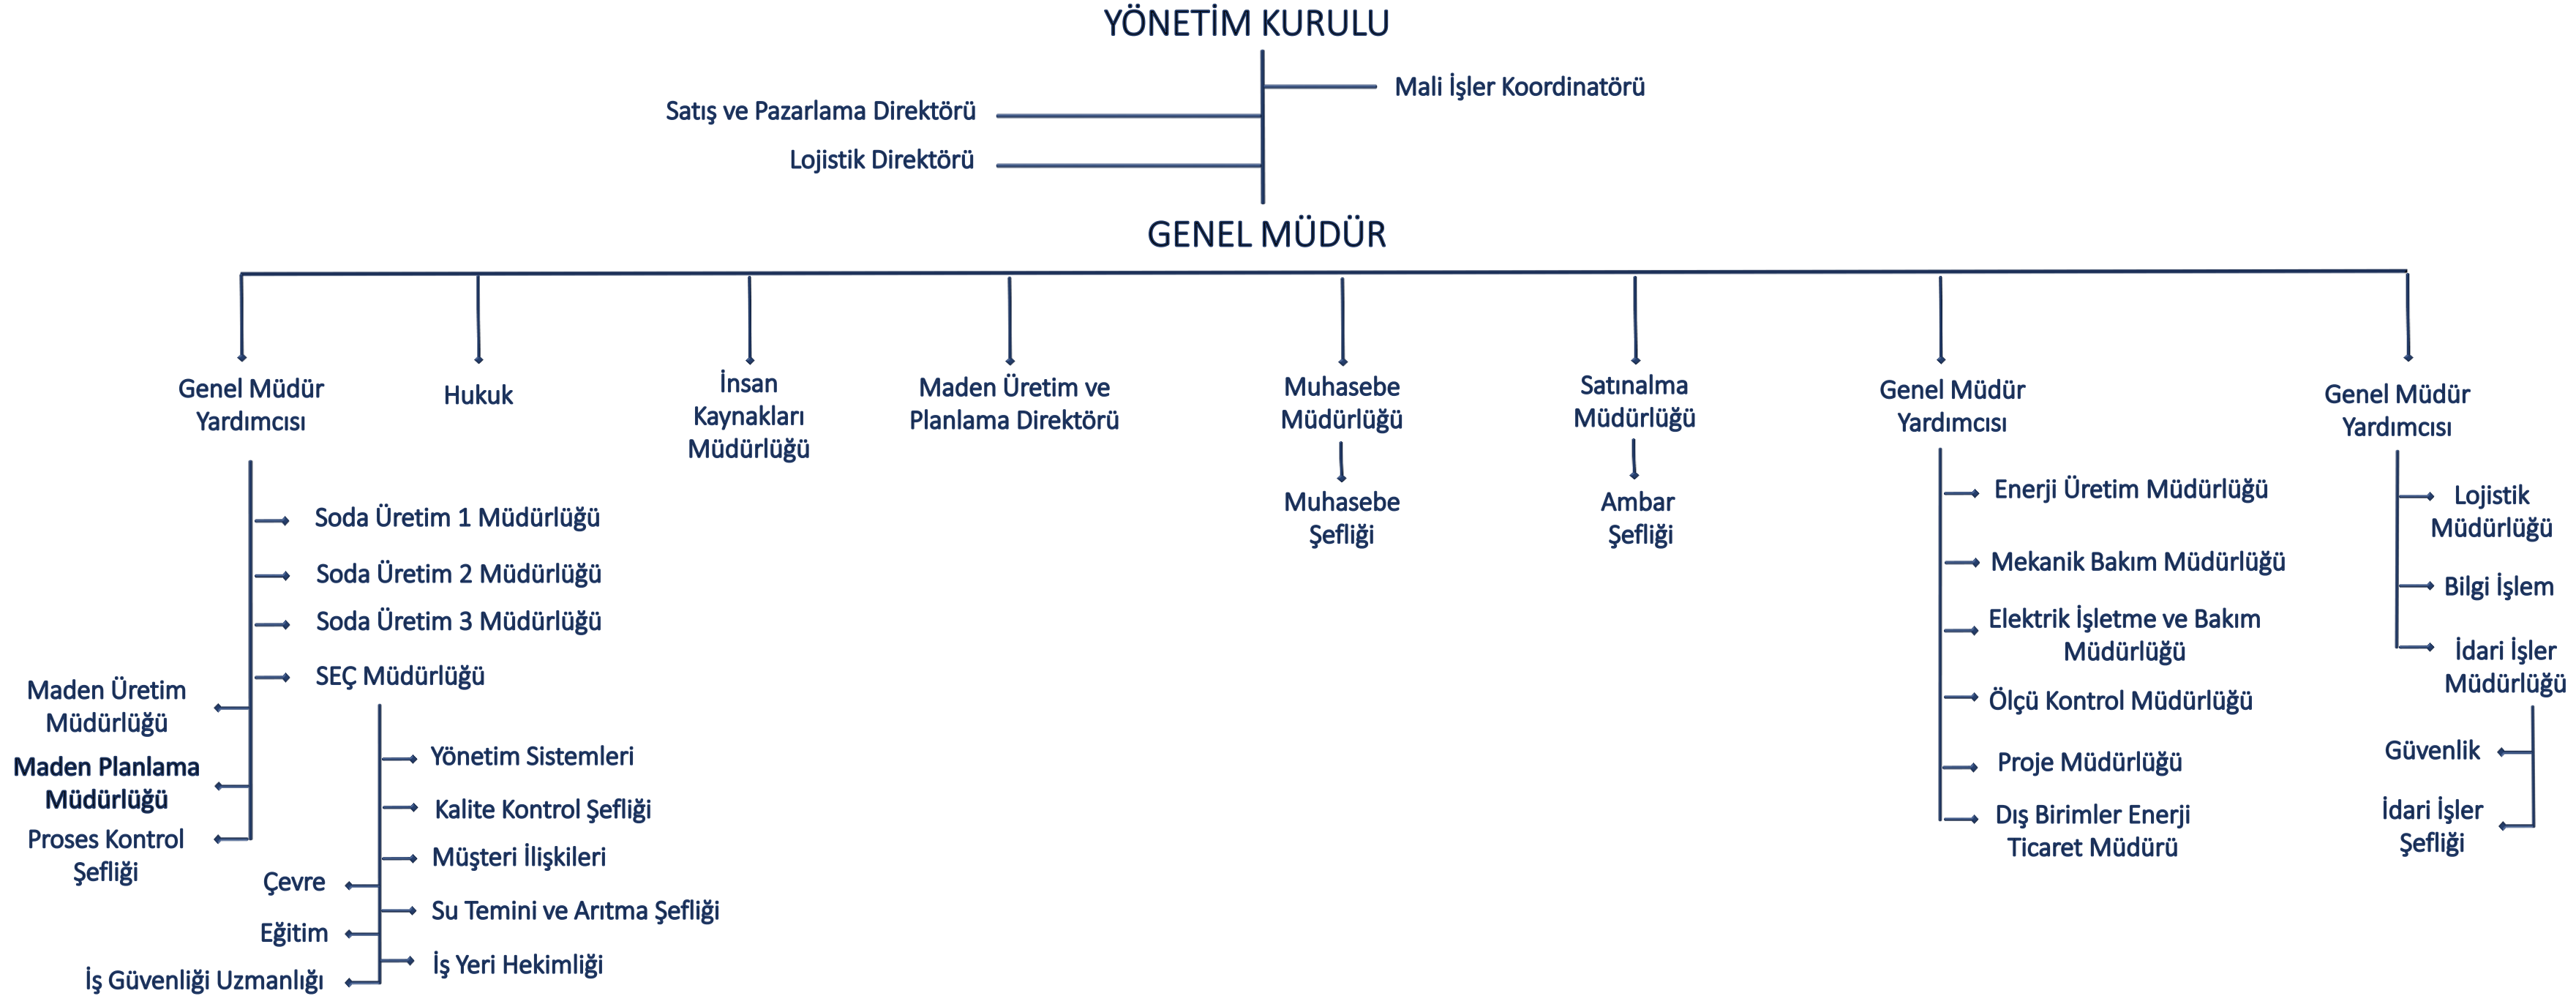 YÖNETİM KURULU
Mali İşler Koordinatörü
Satış ve Pazarlama Direktörü
Lojistik Direktörü
GENEL MÜDÜR
Genel Müdür
Yardımcısı
Soda Üretim 1 Müdürlüğü
Soda Üretim 2 Müdürlüğü
Soda Üretim 3 Müdürlüğü
SEÇ Müdürlüğü
Maden Üretim
Müdürlüğü
Maden Planlama
Müdürlüğü
Proses Kontrol
Şefliği
Yönetim Sistemleri
Kalite Kontrol Şefliği
Müşteri İlişkileri
Çevre
Su Temini ve Arıtma Şefliği
Eğitim
İş Yeri Hekimliği
İş Güvenliği Uzmanlığı
Hukuk
İnsan
Kaynakları
Müdürlüğü
Maden Üretim ve
Planlama Direktörü
Muhasebe
Müdürlüğü
Muhasebe
Şefliği
Satınalma
Müdürlüğü
Ambar
Şefliği
Genel Müdür
Yardımcısı
Enerji Üretim Müdürlüğü
Mekanik Bakım Müdürlüğü
Elektrik İşletme ve Bakım
Müdürlüğü
Ölçü Kontrol Müdürlüğü
Proje Müdürlüğü
Dış Birimler Enerji
Ticaret Müdürü
Genel Müdür
Yardımcısı
Lojistik
Müdürlüğü
Bilgi İşlem
İdari İşler
Müdürlüğü
Güvenlik
İdari İşler
Şefliği